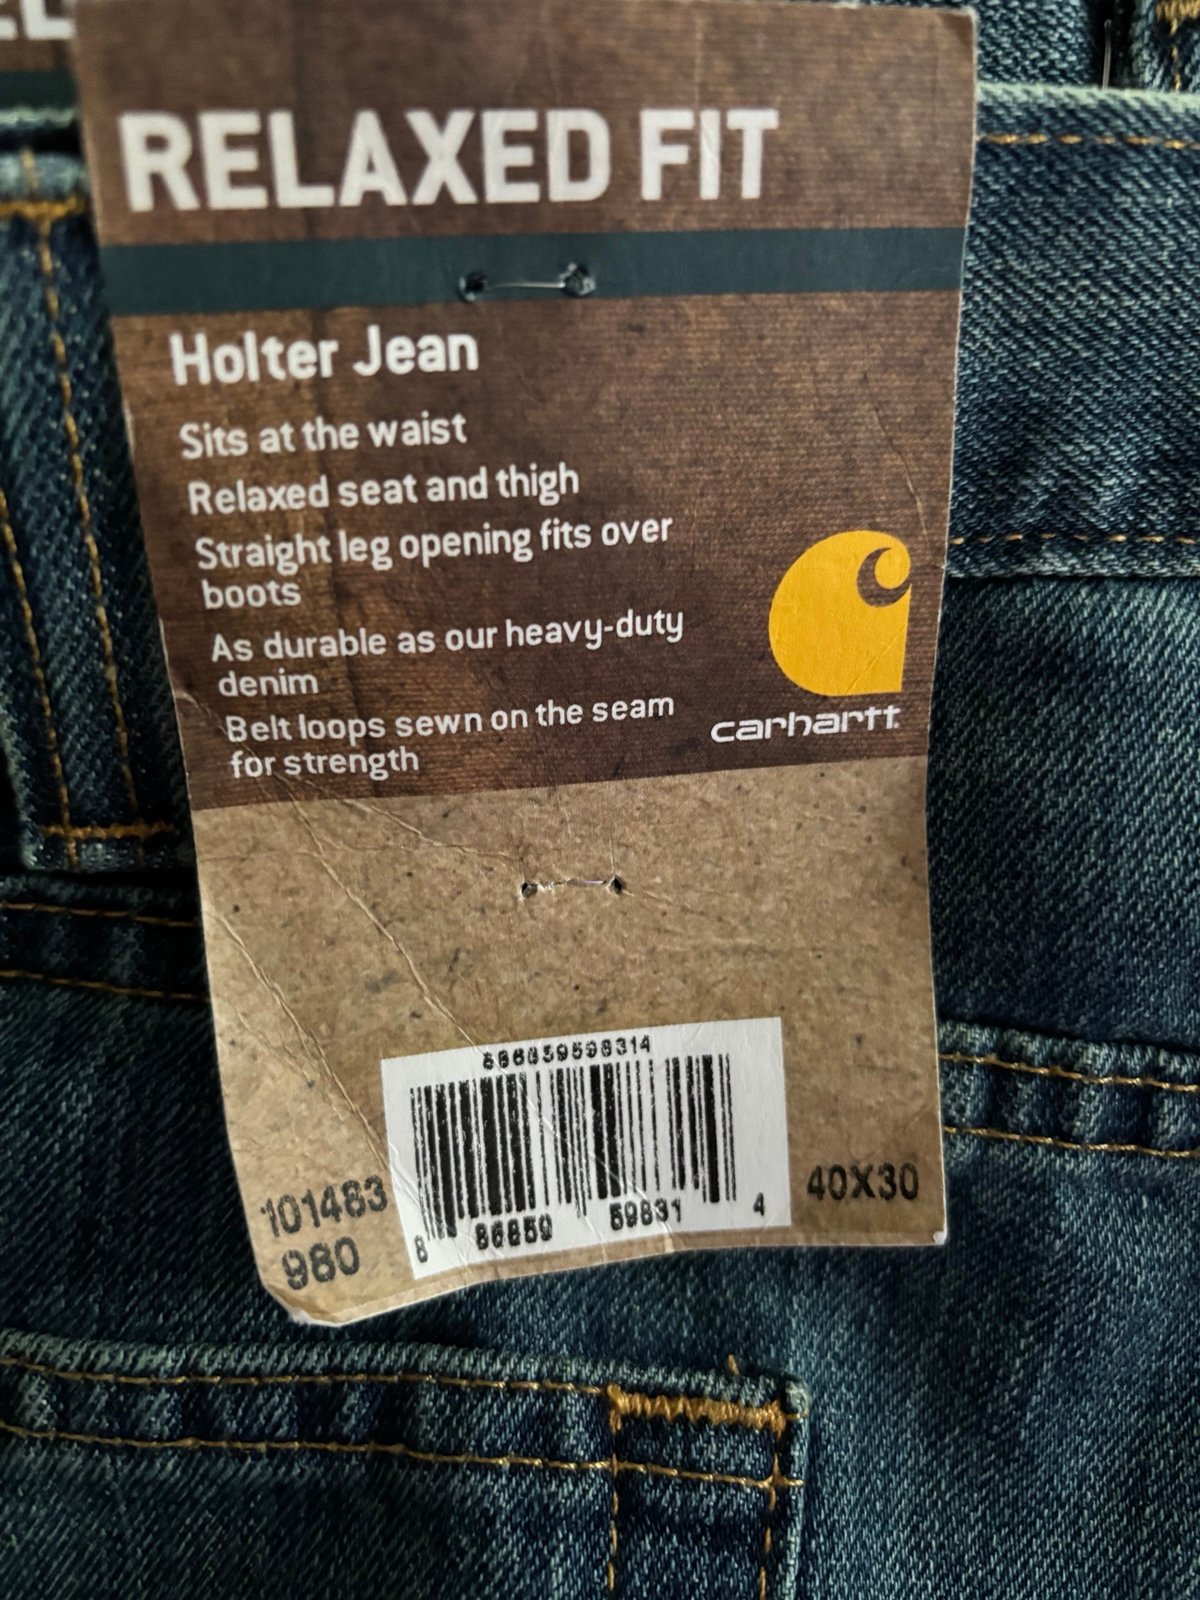 EL
RELAXED FIT
Holter Jean
Sits at the waist
Relaxed seat and thigh
Straight leg opening fits over
boots
As durable as our heavy-duty
denim
Belt loops sewn on the seam
for strength
carhartt
886859598314
101483
980
8 86859 59831 4
40X30